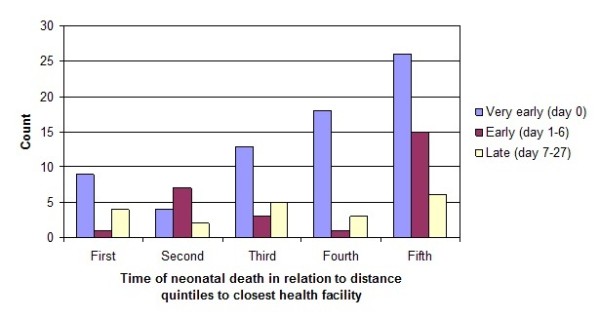 30
25
20
15
10
5
0
Count
First Second Third Fourth Fifth
Time of neonatal death in relation to distance
quintiles to closest health facility
Very early (day 0)
Early (day 1-6)
Late (day 7-27)